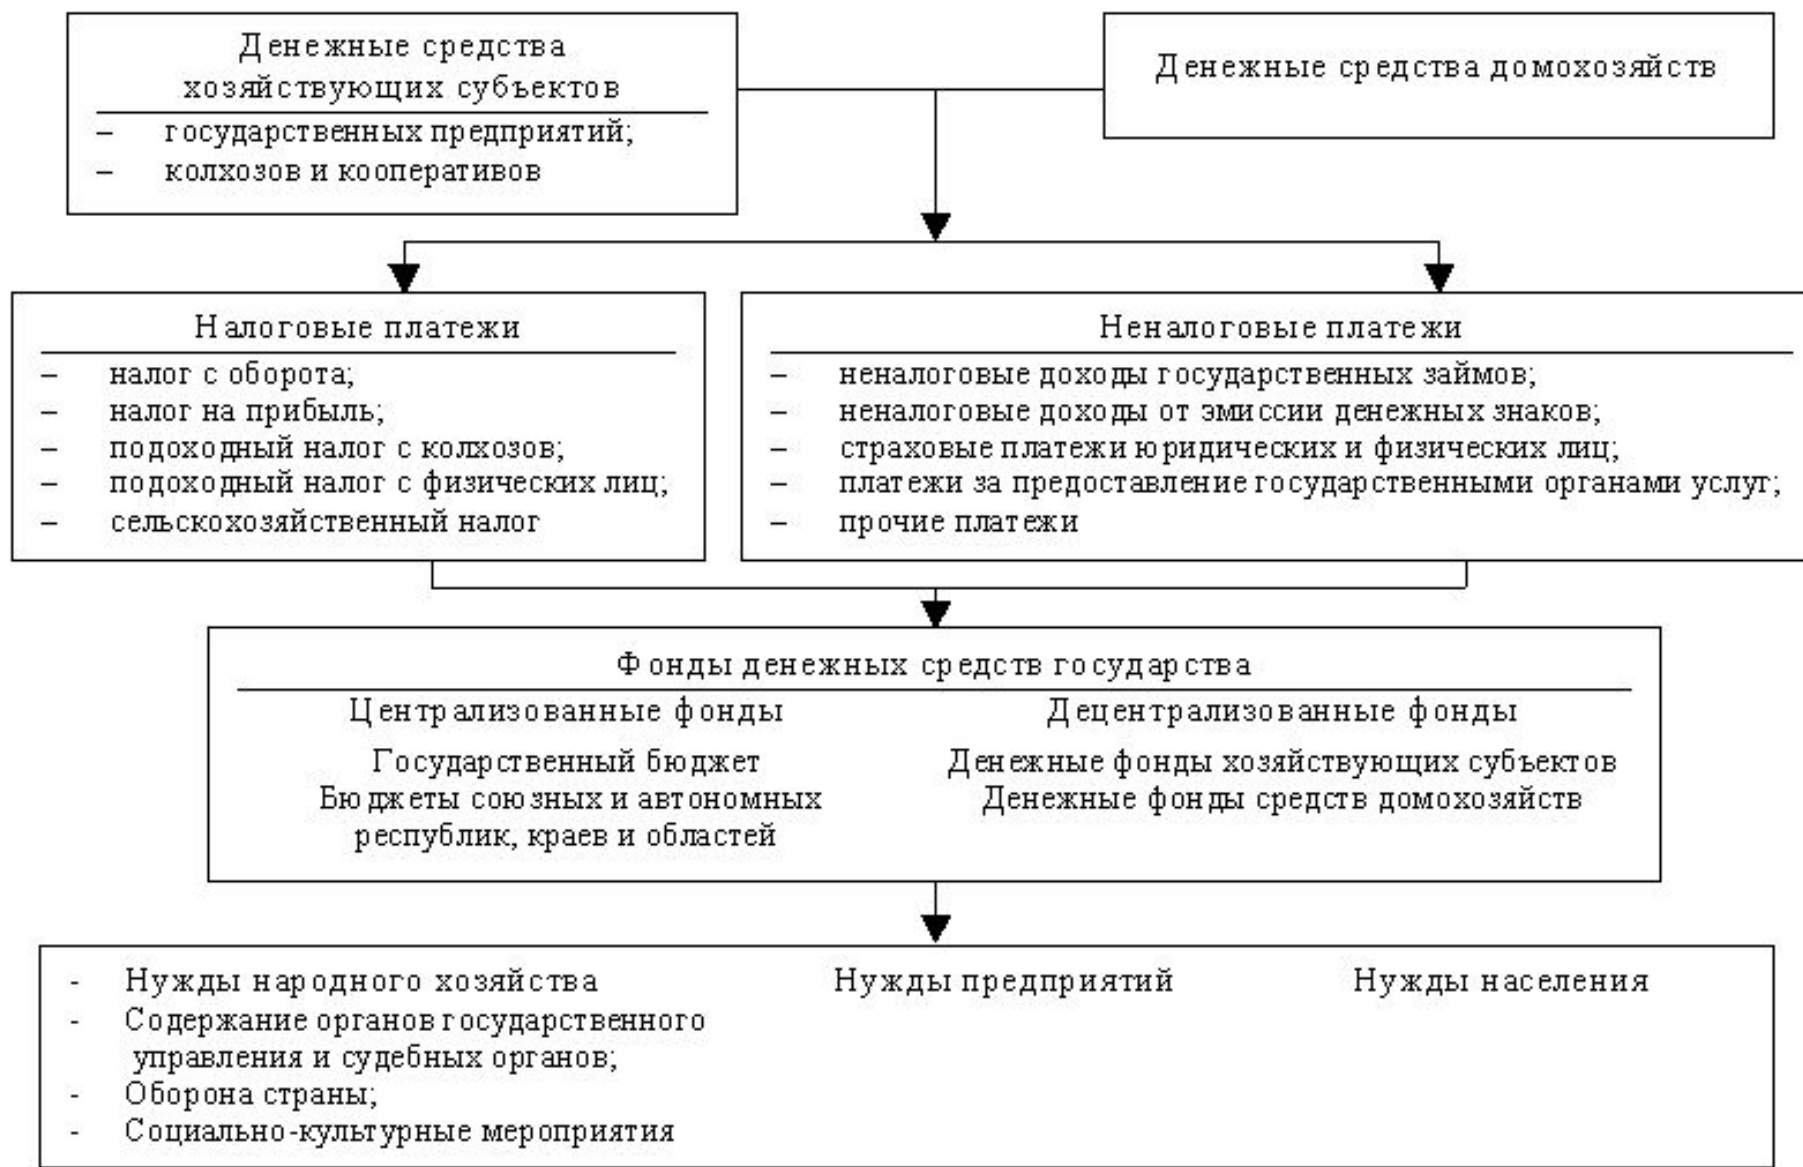 Денежные средства
хозяйствующих субъектов
– государственных предприятий;
– колхозов и кооперативов
Денежные средства домохозяйств
Налоговые платежи
– налог с оборота;
– налог на прибыль;
– подоходный налог с колхозов;
– подоходный налог с физических лиц;
– сельскохозяйственный налог
Неналоговые платежи
– неналоговые доходы государственных займов;
– неналоговые доходы от эмиссии денежных знаков;
– страховые платежи юридических и физических лиц;
– платежи за предоставление государственными органами услуг;
– прочие платежи
Фонды денежных средств государства
Централизованные фонды
Государственный бюджет
Бюджеты союзных и автономных
республик, краев и областей
Децентрализованные фонды
Денежные фонды хозяйствующих субъектов
Денежные фонды средств домохозяйств
- Нужды народного хозяйства
- Содержание органов государственного
управления и судебных органов;
- Оборона страны;
- Социально-культурные мероприятия
Нужды предприятий
Нужды населения